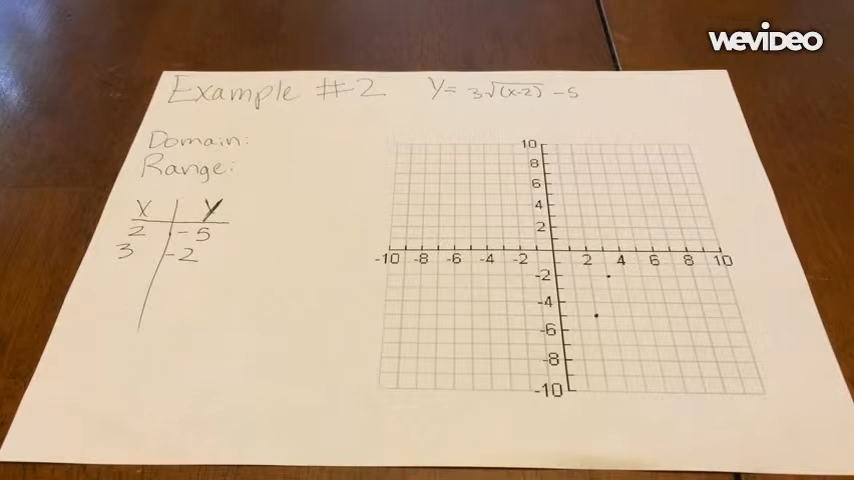 wevideo
Example #2 Y= 3√(x-2) -5
Domain:
Range:
X Y
2 -5
3 -2
10
8
6
4
2
-10 -8 -6 -4 -2 2 4 6 8 10
-2
-4
-6
-8
-10